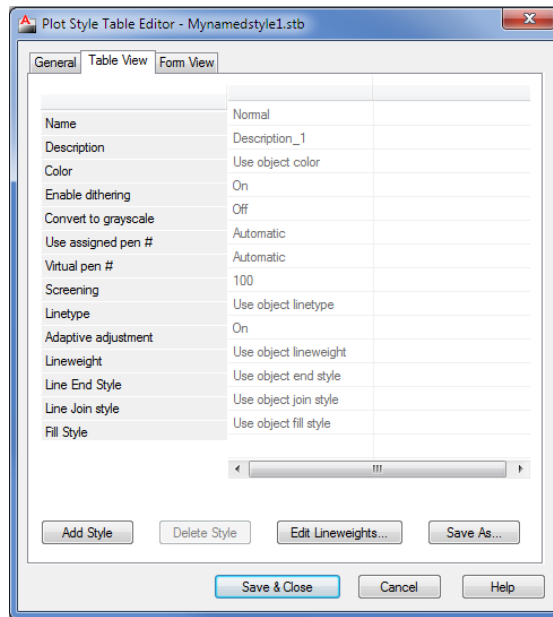 Plot Style Table Editor - Mynamedstyle1.stb
General Table View Form View
Name Normal
Description Description_1
Color Use object color
Enable dithering On
Convert to grayscale Off
Use assigned pen # Automatic
Virtual pen # Automatic
Screening 100
Linetype Use object linetype
Adaptive adjustment On
Lineweight Use object lineweight
Line End Style Use object end style
Line Join style Use object join style
Fill Style Use object fill style
Add Style Delete Style Edit Lineweights... Save As...
Save & Close Cancel Help